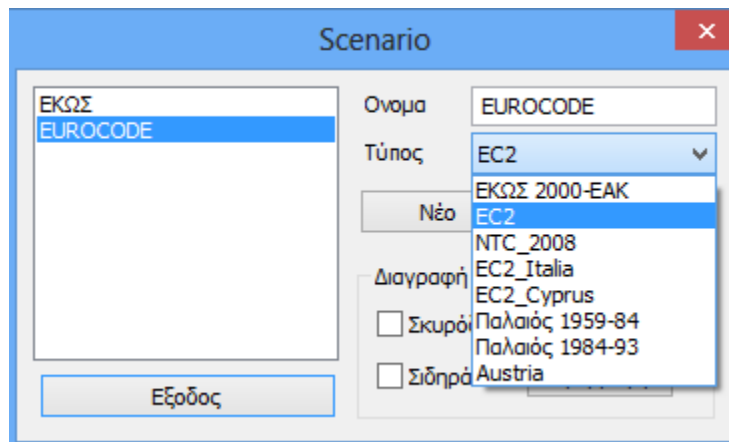 Scenario
ΕΚΩΣ
EUROCODE
Εξοδος
Ονομα EUROCODE
Τύπος EC2
Νέο
ΕΚΩΣ 2000-ΕΑΚ
EC2
NTC_2008
EC2_Italia
EC2_Cyprus
Παλαιός 1959-84
Παλαιός 1984-93
Austria
Διαγραφή